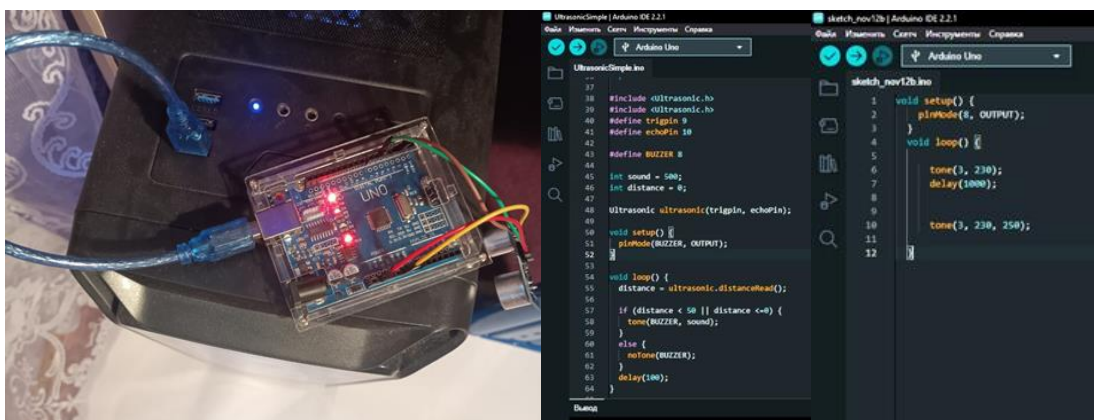 UNO
UltrasonicSimple | Arduino IDE 2.2.1
Файл Изменить Скетч Инструменты Справка
Arduino Uno
UltrasonicSimple.ino
37
38 #include <Ultrasonic.h>
39 #include <Ultrasonic.h>
40 #define trigpin 9
41 #define echoPin 10
42
43 #define BUZZER 8
44
45 int sound = 500;
46 int distance = 0;
47
48 Ultrasonic ultrasonic(trigpin, echoPin);
49
50 void setup() {
51 pinMode(BUZZER, OUTPUT);
52 }
53
54 void loop() {
55 distance = ultrasonic.distanceRead();
56
57 if (distance < 50 || distance <=0) {
58 tone(BUZZER, sound);
59 }
60 else {
61 noTone(BUZZER);
62 }
63 delay(100);
64 }
Вывод
sketch_nov12b | Arduino IDE 2.2.1
Файл Изменить Скетч Инструменты Справка
Arduino Uno
sketch_nov12b.ino
1 void setup() {
2 pinMode(8, OUTPUT);
3 }
4 void loop() {
5
6 tone(3, 230);
7 delay(1000);
8
9
10 tone(3, 230, 250);
11
12 }